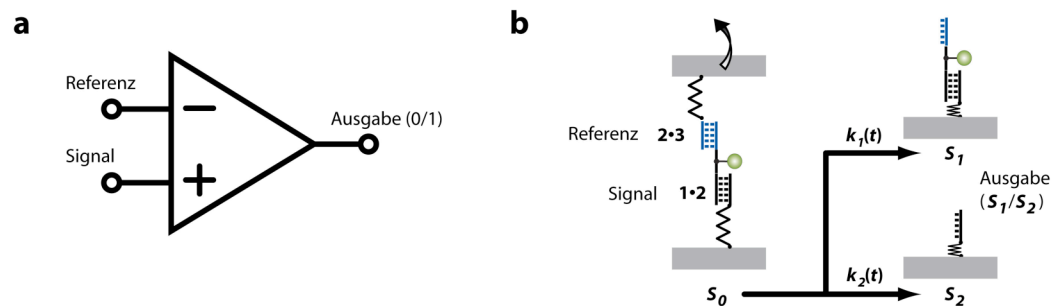 a
Referenz
Signal
Ausgabe (0/1)
b
Referenz 2•3
Signal 1•2
S0
k1(t)
S1
Ausgabe
(S1/S2)
k2(t)
S2